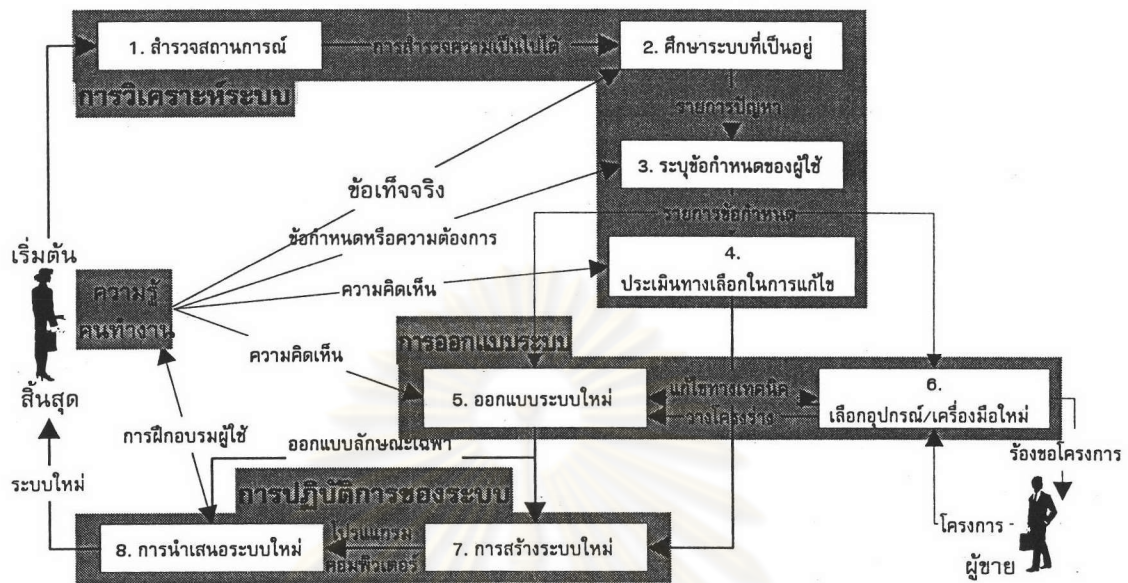 1. สำรวจสถานการณ์
การสำรวจความเป็นไปได้
2. ศึกษาระบบที่เป็นอยู่
การวิเคราะห์ระบบ
รายการปัญหา
3. ระบุข้อกำหนดของผู้ใช้
ข้อเท็จจริง
รายการข้อกำหนด
ข้อกำหนดหรือความต้องการ
4.
ประเมินทางเลือกในการแก้ไข
เริ่มต้น
ความรู้
คนทำงาน
ความคิดเห็น
การออกแบบระบบ
ความคิดเห็น
5. ออกแบบระบบใหม่
แก้ไขทางเทคนิค
วางโครงร่าง
6.
เลือกอุปกรณ์/เครื่องมือใหม่
สิ้นสุด
การฝึกอบรมผู้ใช้
ออกแบบลักษณะเฉพา
ร้องขอโครงการ
ระบบใหม่
การปฏิบัติการของระบบ
8. การนำเสนอระบบใหม่
โปรแกรม
คอมพิวเตอร์
7. การสร้างระบบใหม่
โครงการ
ผู้ขาย